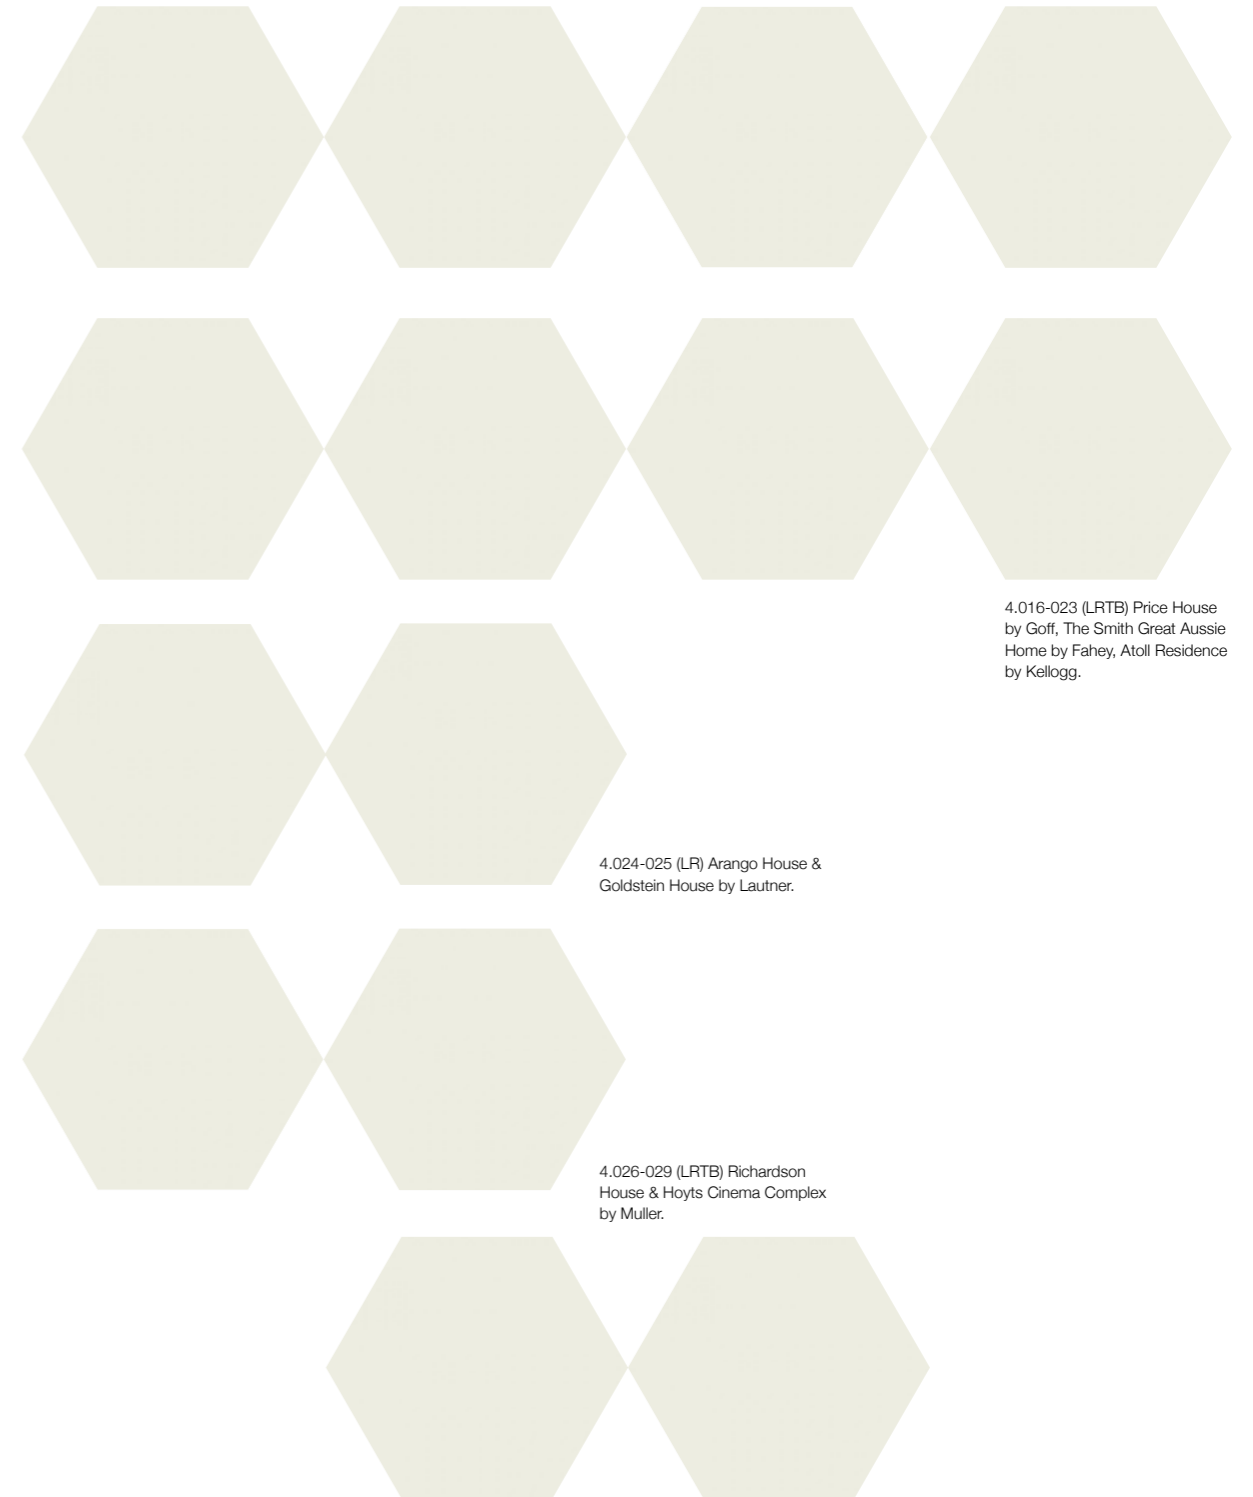 4.016-023 (LRTB) Price House
by Goff, The Smith Great Aussie
Home by Fahey, Atoll Residence
by Kellogg.
4.024-025 (LR) Arango House &
Goldstein House by Lautner.
4.026-029 (LRTB) Richardson
House & Hoyts Cinema Complex
by Muller.